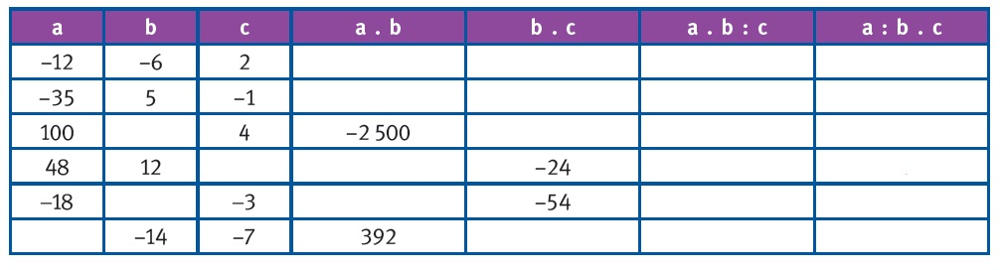 a b c a . b b . c a . b : c a : b . c
–12 –6 2
–35 5 –1
100 4 –2 500
48 12 –24
–18 –3 –54
–14 –7 392